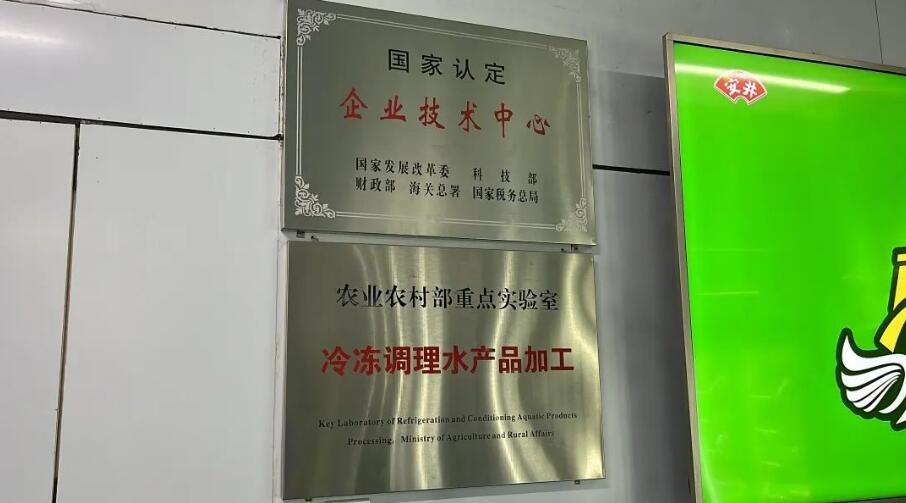 国家认定
企业技术中心
国家发展改革委 科技部
财政部 海关总署 国家税务总局
农业农村部重点实验室
冷冻调理水产品加工
Key Laboratory of Refrigeration and Conditioning Aquatic Products
Processing, Ministry of Agriculture and Rural Affairs
安井